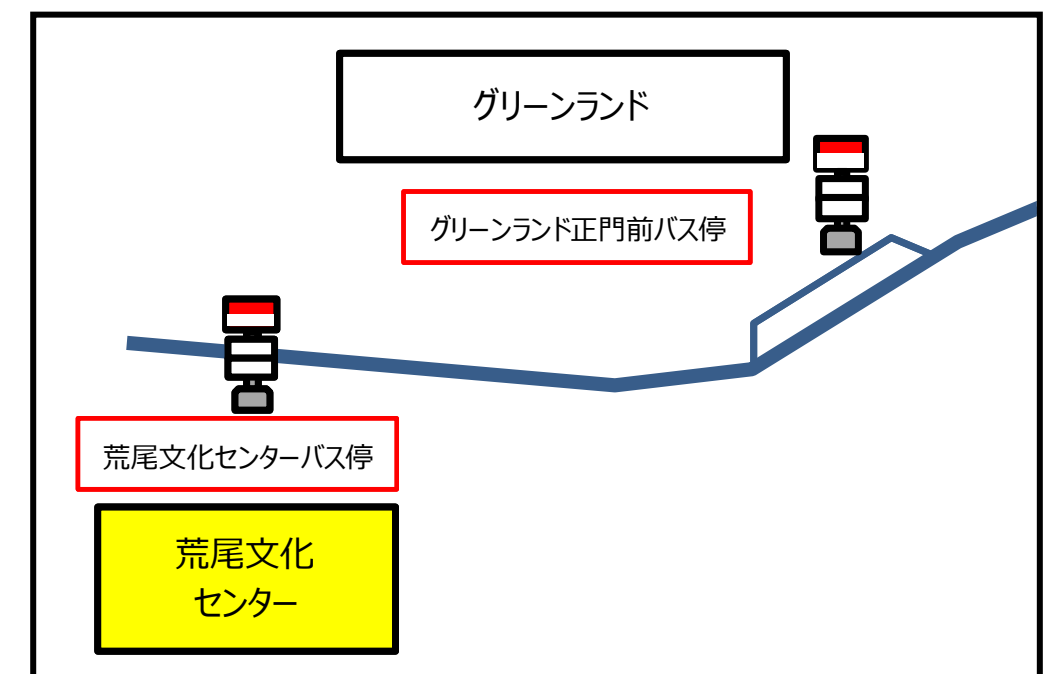 グリーンランド
グリーンランド正門前バス停
荒尾文化センターバス停
荒尾文化
センター